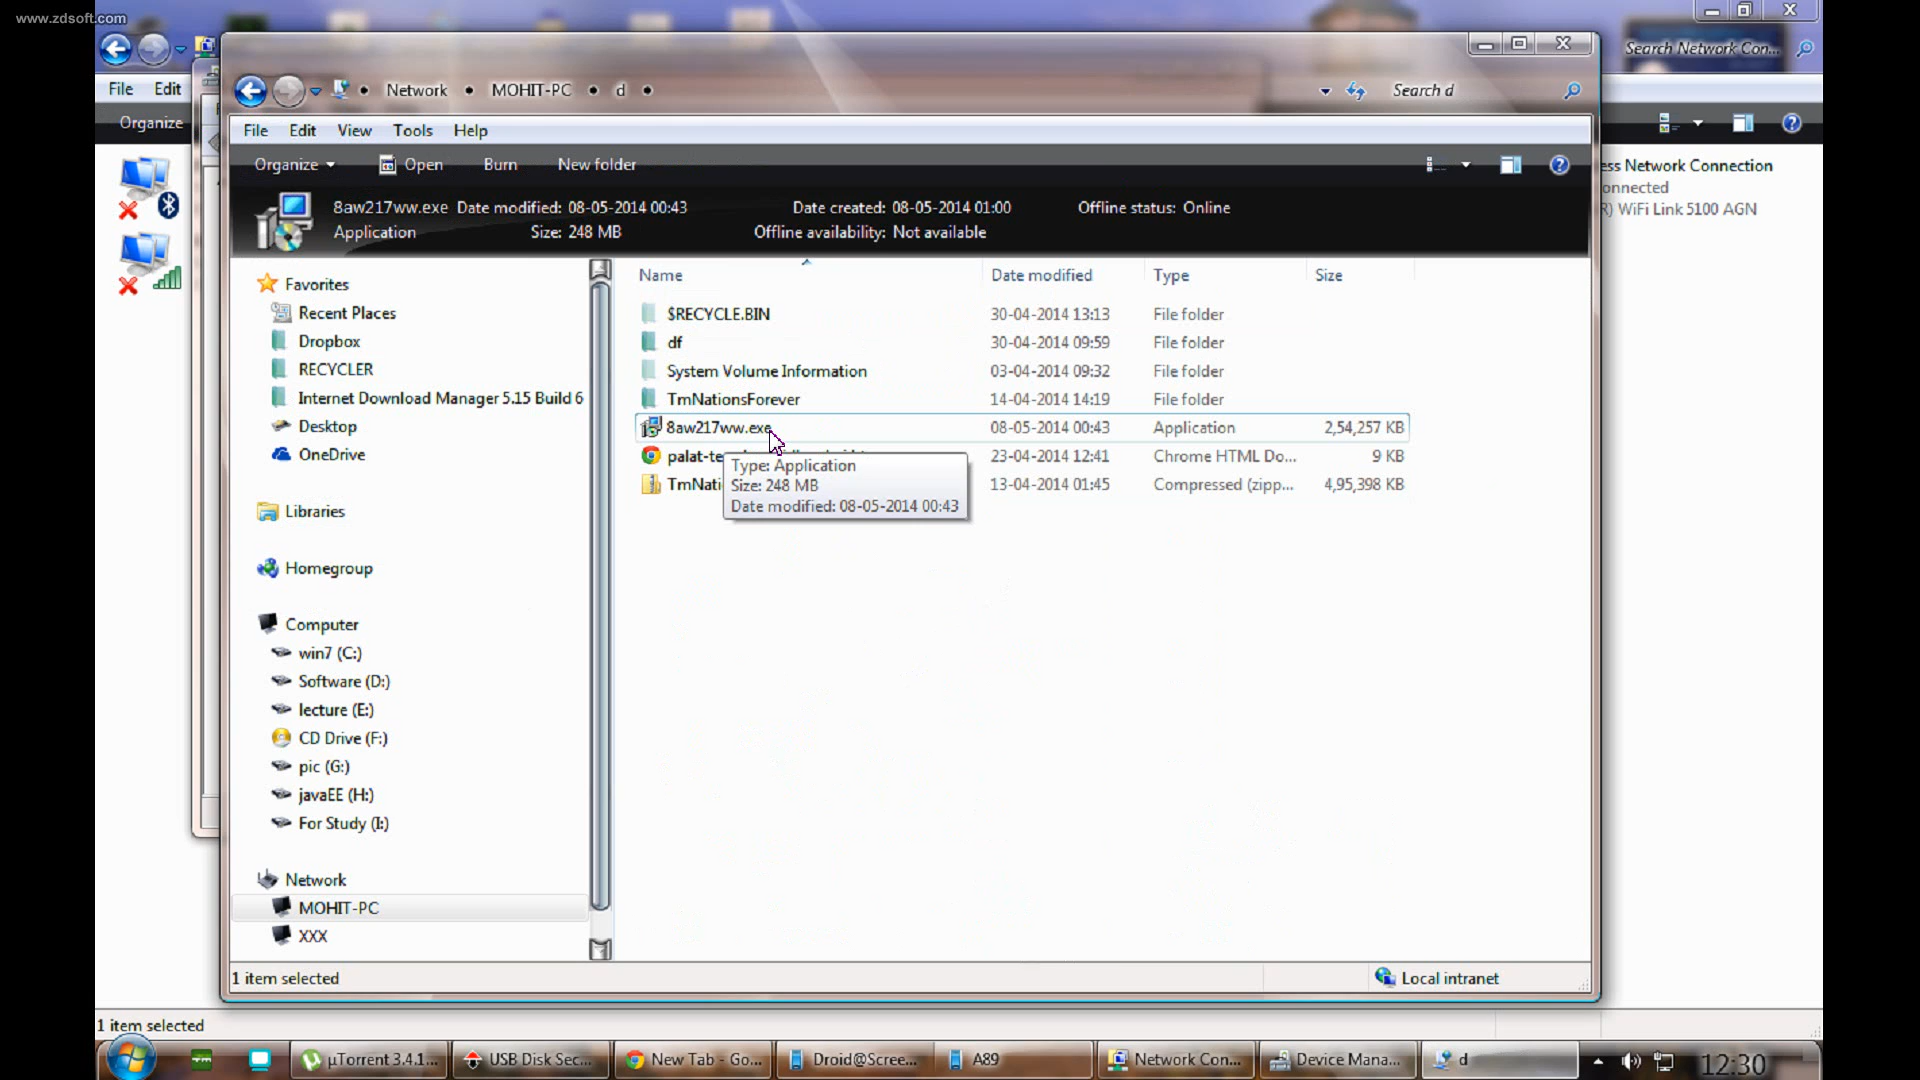 www.zdsoft.com
Search Network Con...
File Edit
Organize
Network MOHIT-PC d
Search d
File Edit View Tools Help
Organize Open Burn New folder
8aw217ww.exe Date modified: 08-05-2014 00:43 Date created: 08-05-2014 01:00 Offline status: Online
Application Size: 248 MB Offline availability: Not available
ess Network Connection
onnected
R) WiFi Link 5100 AGN
Favorites
Recent Places
Dropbox
RECYCLER
Internet Download Manager 5.15 Build 6
Desktop
OneDrive
Libraries
Homegroup
Computer
win7 (C:)
Software (D:)
lecture (E:)
CD Drive (F:)
pic (G:)
javaEE (H:)
For Study (I:)
Network
MOHIT-PC
XXX
Name Date modified Type Size
$RECYCLE.BIN 30-04-2014 13:13 File folder
df 30-04-2014 09:59 File folder
System Volume Information 03-04-2014 09:32 File folder
TmNationsForever 14-04-2014 14:19 File folder
8aw217ww.exe 08-05-2014 00:43 Application 2,54,257 KB
palat-te 23-04-2014 12:41 Chrome HTML Do... 9 KB
TmNati 13-04-2014 01:45 Compressed (zipp... 4,95,398 KB
Type: Application
Size: 248 MB
Date modified: 08-05-2014 00:43
1 item selected
Local intranet
1 item selected
µTorrent 3.4.1... USB Disk Sec... New Tab - Go... Droid@Scree... A89 Network Con... Device Mana... d 12:30